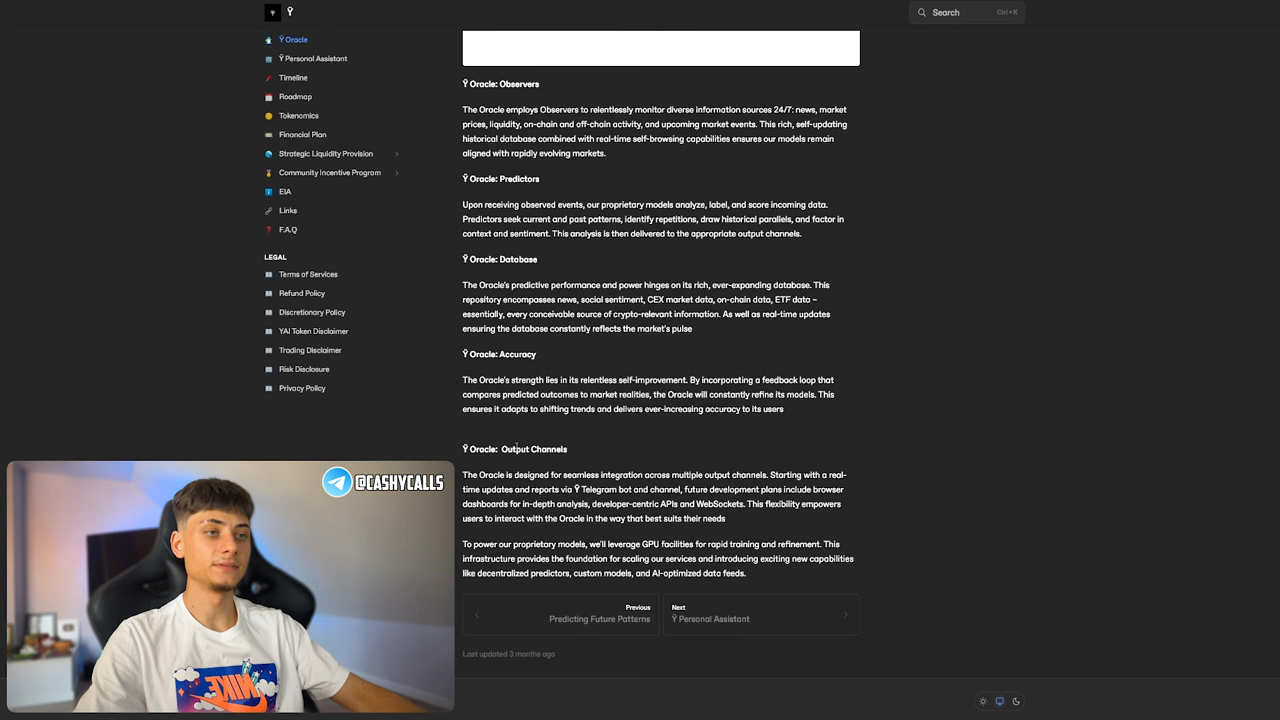 Ÿ
Search
Ctrl + K
Ÿ Oracle
Ÿ Personal Assistant
Timeline
Roadmap
Tokenomics
Financial Plan
Strategic Liquidity Provision
Community Incentive Program
EIA
Links
F.A.Q
LEGAL
Terms of Services
Refund Policy
Discretionary Policy
YAI Token Disclaimer
Trading Disclaimer
Risk Disclosure
Privacy Policy
Ÿ Oracle: Observers
The Oracle employs Observers to relentlessly monitor diverse information sources 24/7: news, market
prices, liquidity, on-chain and off-chain activity, and upcoming market events. This rich, self-updating
historical database combined with real-time self-browsing capabilities ensures our models remain
aligned with rapidly evolving markets.
Ÿ Oracle: Predictors
Upon receiving observed events, our proprietary models analyze, label, and score incoming data.
Predictors seek current and past patterns, identify repetitions, draw historical parallels, and factor in
context and sentiment. This analysis is then delivered to the appropriate output channels.
Ÿ Oracle: Database
The Oracle's predictive performance and power hinges on its rich, ever-expanding database. This
repository encompasses news, social sentiment, CEX market data, on-chain data, ETF data –
essentially, every conceivable source of crypto-relevant information. As well as real-time updates
ensuring the database constantly reflects the market's pulse
Ÿ Oracle: Accuracy
The Oracle's strength lies in its relentless self-improvement. By incorporating a feedback loop that
compares predicted outcomes to market realities, the Oracle will constantly refine its models. This
ensures it adapts to shifting trends and delivers ever-increasing accuracy to its users
Ÿ Oracle: Output Channels
The Oracle is designed for seamless integration across multiple output channels. Starting with a real-
time updates and reports via Ÿ Telegram bot and channel, future development plans include browser
dashboards for in-depth analysis, developer-centric APIs and WebSockets. This flexibility empowers
users to interact with the Oracle in the way that best suits their needs
To power our proprietary models, we'll leverage GPU facilities for rapid training and refinement. This
infrastructure provides the foundation for scaling our services and introducing exciting new capabilities
like decentralized predictors, custom models, and AI-optimized data feeds.
Previous
Predicting Future Patterns
Next
Ÿ Personal Assistant
Last updated 3 months ago
@CASHYCALLS
NIKE